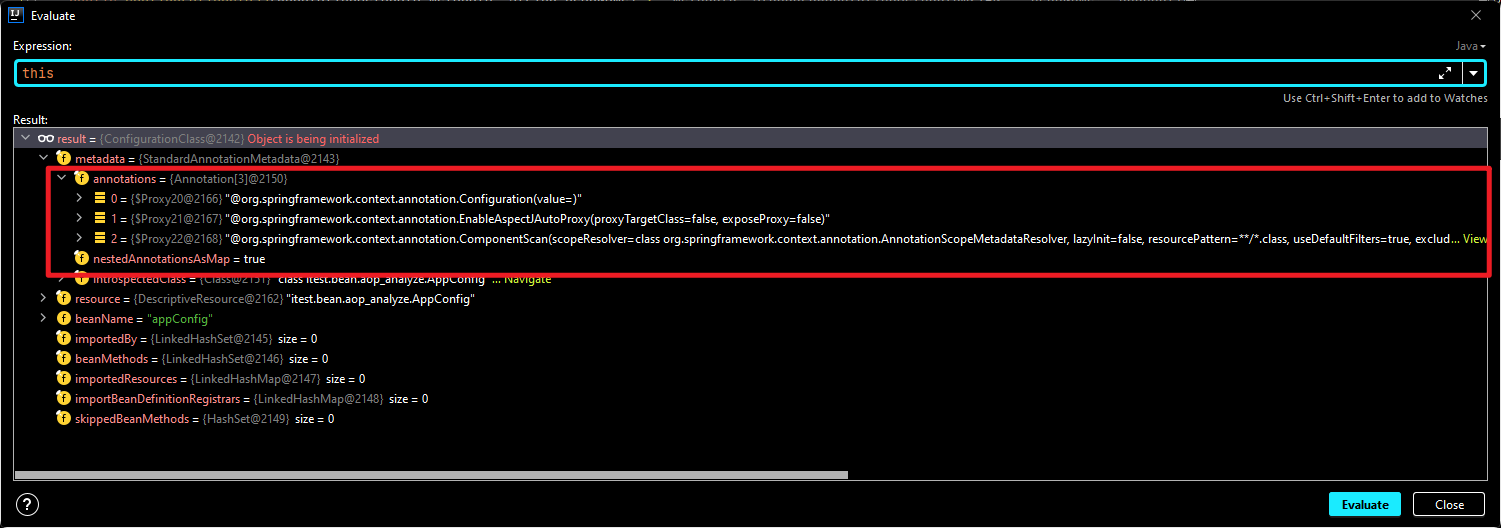 Evaluate
Expression:
Java
this
Use Ctrl+Shift+Enter to add to Watches
Result:
result = {ConfigurationClass@2142} Object is being initialized
metadata = {StandardAnnotationMetadata@2143}
annotations = {Annotation[3]@2150}
0 = {$Proxy20@2166} "@org.springframework.context.annotation.Configuration(value=)"
1 = {$Proxy21@2167} "@org.springframework.context.annotation.EnableAspectJAutoProxy(proxyTargetClass=false, exposeProxy=false)"
2 = {$Proxy22@2168} "@org.springframework.context.annotation.ComponentScan(scopeResolver=class org.springframework.context.annotation.AnnotationScopeMetadataResolver, lazyInit=false, resourcePattern=**/*.class, useDefaultFilters=true, exclud... View
nestedAnnotationsAsMap = true
introspectedClass = {Class@2151} "class itest.bean.aop_analyze.AppConfig" ... Navigate
resource = {DescriptiveResource@2162} "itest.bean.aop_analyze.AppConfig"
beanName = "appConfig"
importedBy = {LinkedHashSet@2145} size = 0
beanMethods = {LinkedHashSet@2146} size = 0
importedResources = {LinkedHashMap@2147} size = 0
importBeanDefinitionRegistrars = {LinkedHashMap@2148} size = 0
skippedBeanMethods = {HashSet@2149} size = 0
Evaluate
Close